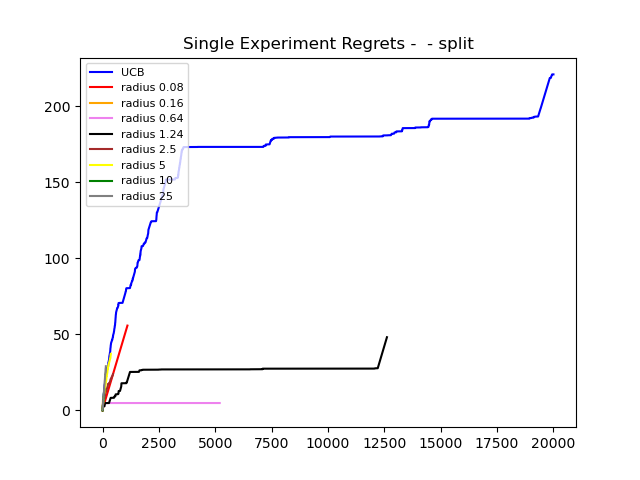 Single Experiment Regrets -  - split
UCB
radius 0.08
radius 0.16
radius 0.64
radius 1.24
radius 2.5
radius 5
radius 10
radius 25
200
150
100
50
0
0 2500 5000 7500 10000 12500 15000 17500 20000